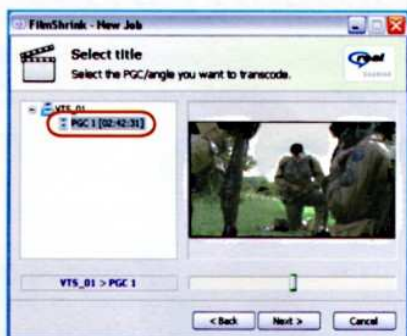 FilmShrink - New Job
Select title
Select the PGC/angle you want to transcode.
real
VTS_01
PGC 1 [02:42:31]
VTS_01 > PGC 1
< Back
Next >
Cancel